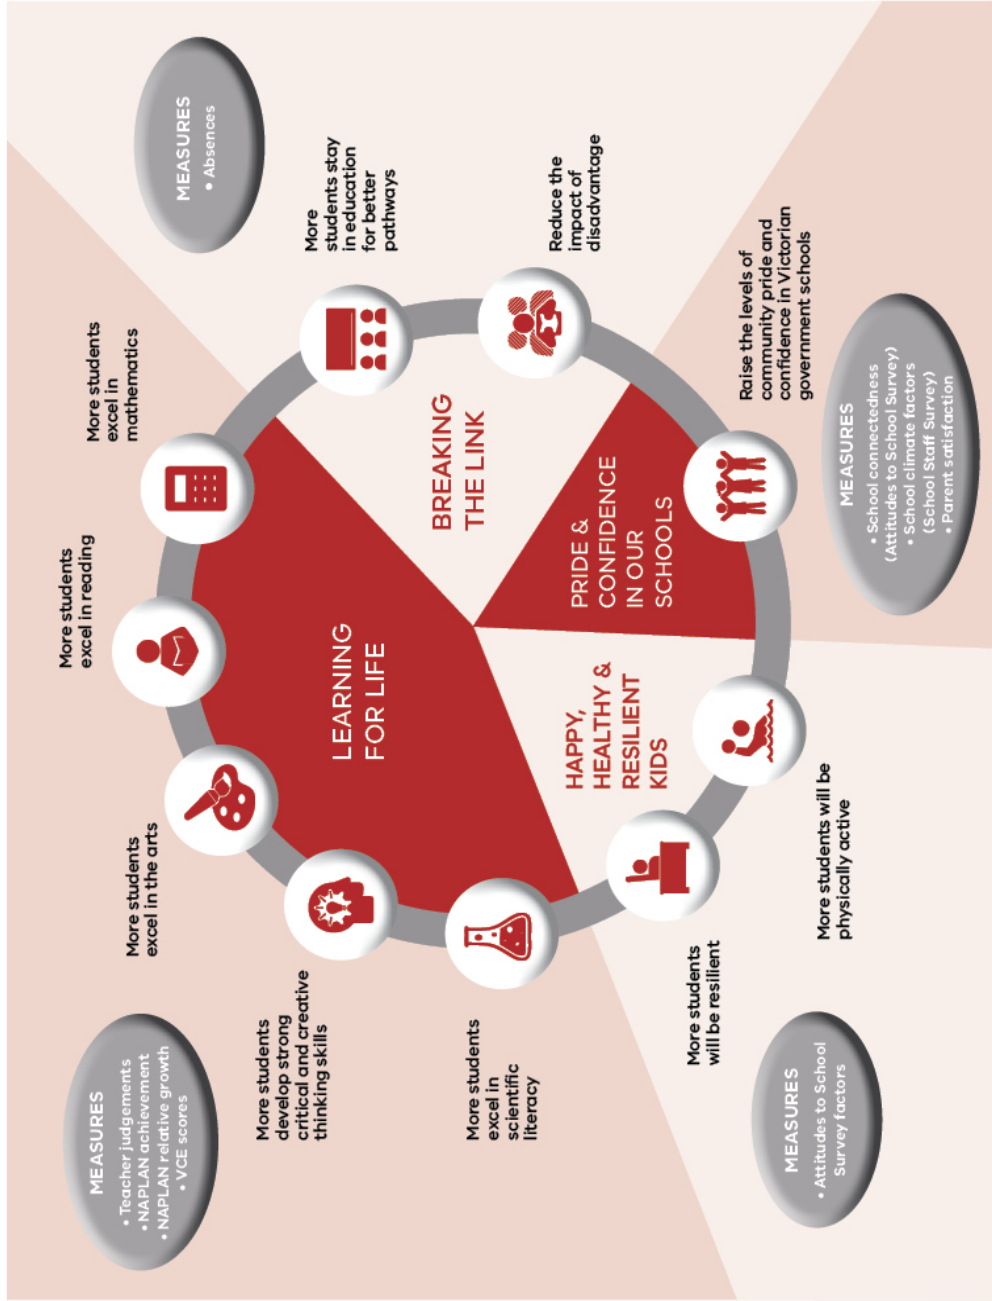 MEASURES
• Teacher judgements
• NAPLAN achievement
• NAPLAN relative growth
• VCE scores
More students
excel in the arts
More students
excel in reading
More students
excel in
mathematics
MEASURES
• Absences
More students
develop strong
critical and creative
thinking skills
More
students stay
in education
for better
pathways
LEARNING
FOR LIFE
BREAKING
THE LINK
More students
excel in
scientific
literacy
Reduce the
impact of
disadvantage
HAPPY,
HEALTHY &
RESILIENT
KIDS
PRIDE &
CONFIDENCE
IN OUR
SCHOOLS
More students
will be resilient
Raise the levels of
community pride and
confidence in Victorian
government schools
MEASURES
• Attitudes to School
Survey factors
More students will be
physically active
MEASURES
• School connectedness
(Attitudes to School Survey)
• School climate factors
(School Staff Survey)
• Parent satisfaction